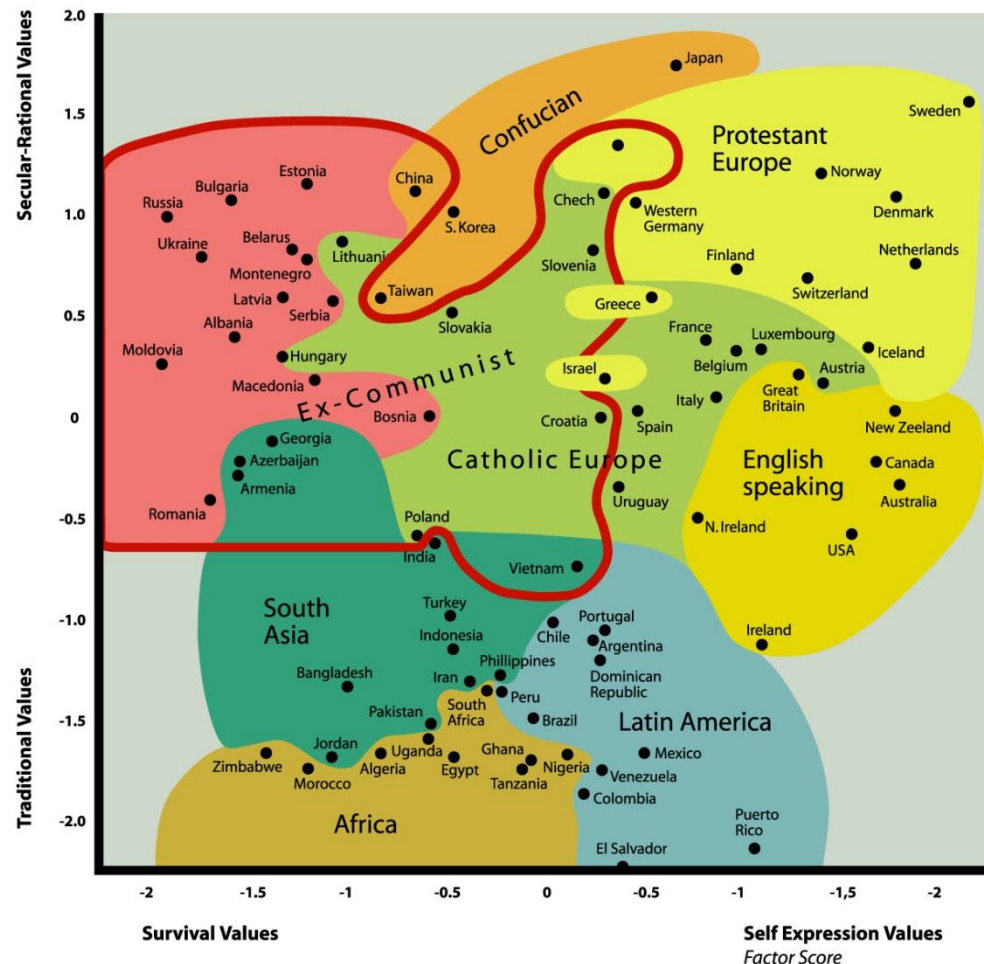 2.0
Secular-Rational Values
Japan
1.5
Confucian
Sweden
Protestant
Europe
Estonia
China
Norway
Bulgaria
Russia
Chech
Denmark
1.0
S. Korea
Western
Germany
Ukraine
Belarus
Lithuani
Slovenia
Finland
Netherlands
Montenegro
Switzerland
Latvia
Taiwan
Greece
Serbia
0.5
Slovakia
Albania
France
Luxembourg
Moldovia
Hungary
Belgium
Iceland
Ex-Communist
Israel
Austria
Macedonia
Great
Britain
Italy
0
Bosnia
Croatia
Spain
New Zeeland
Georgia
Catholic Europe
English
speaking
Azerbaijan
Canada
Armenia
Uruguay
Australia
Romania
-0.5
Poland
N. Ireland
India
USA
Vietnam
South
Asia
Turkey
-1.0
Portugal
Ireland
Indonesia
Chile
Argentina
Phillippines
Bangladesh
Iran
Dominican
Republic
South
Africa
Peru
-1.5
Pakistan
Brazil
Latin America
Jordan
Uganda
Ghana
Mexico
Zimbabwe
Algeria
Egypt
Nigeria
Morocco
Tanzania
Venezuela
Colombia
Traditional Values
-2.0
Africa
Puerto
Rico
El Salvador
-2
-1.5
-1
-0.5
0
-0.5
-1
-1,5
-2
Survival Values
Self Expression Values
Factor Score